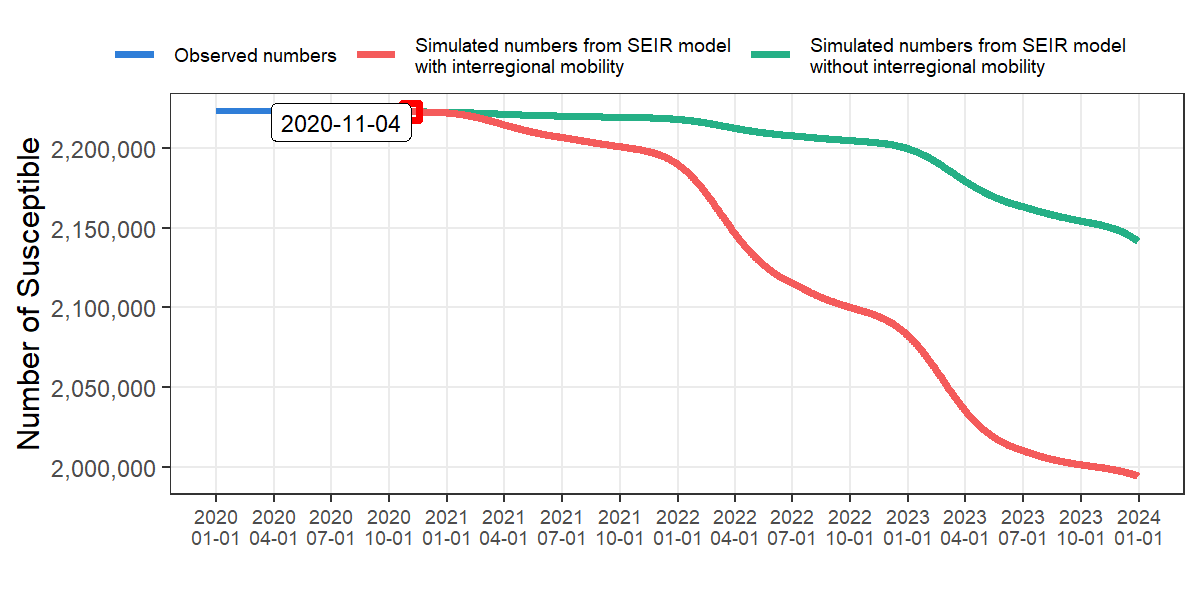 Observed numbers
Simulated numbers from SEIR model
with interregional mobility
Simulated numbers from SEIR model
without interregional mobility
Number of Susceptible
2,200,000
2,150,000
2,100,000
2,050,000
2,000,000
2020-11-04
2020 2020 2020 2020 2021 2021 2021 2021 2022 2022 2022 2022 2023 2023 2023 2023 2024
01-01 04-01 07-01 10-01 01-01 04-01 07-01 10-01 01-01 04-01 07-01 10-01 01-01 04-01 07-01 10-01 01-01